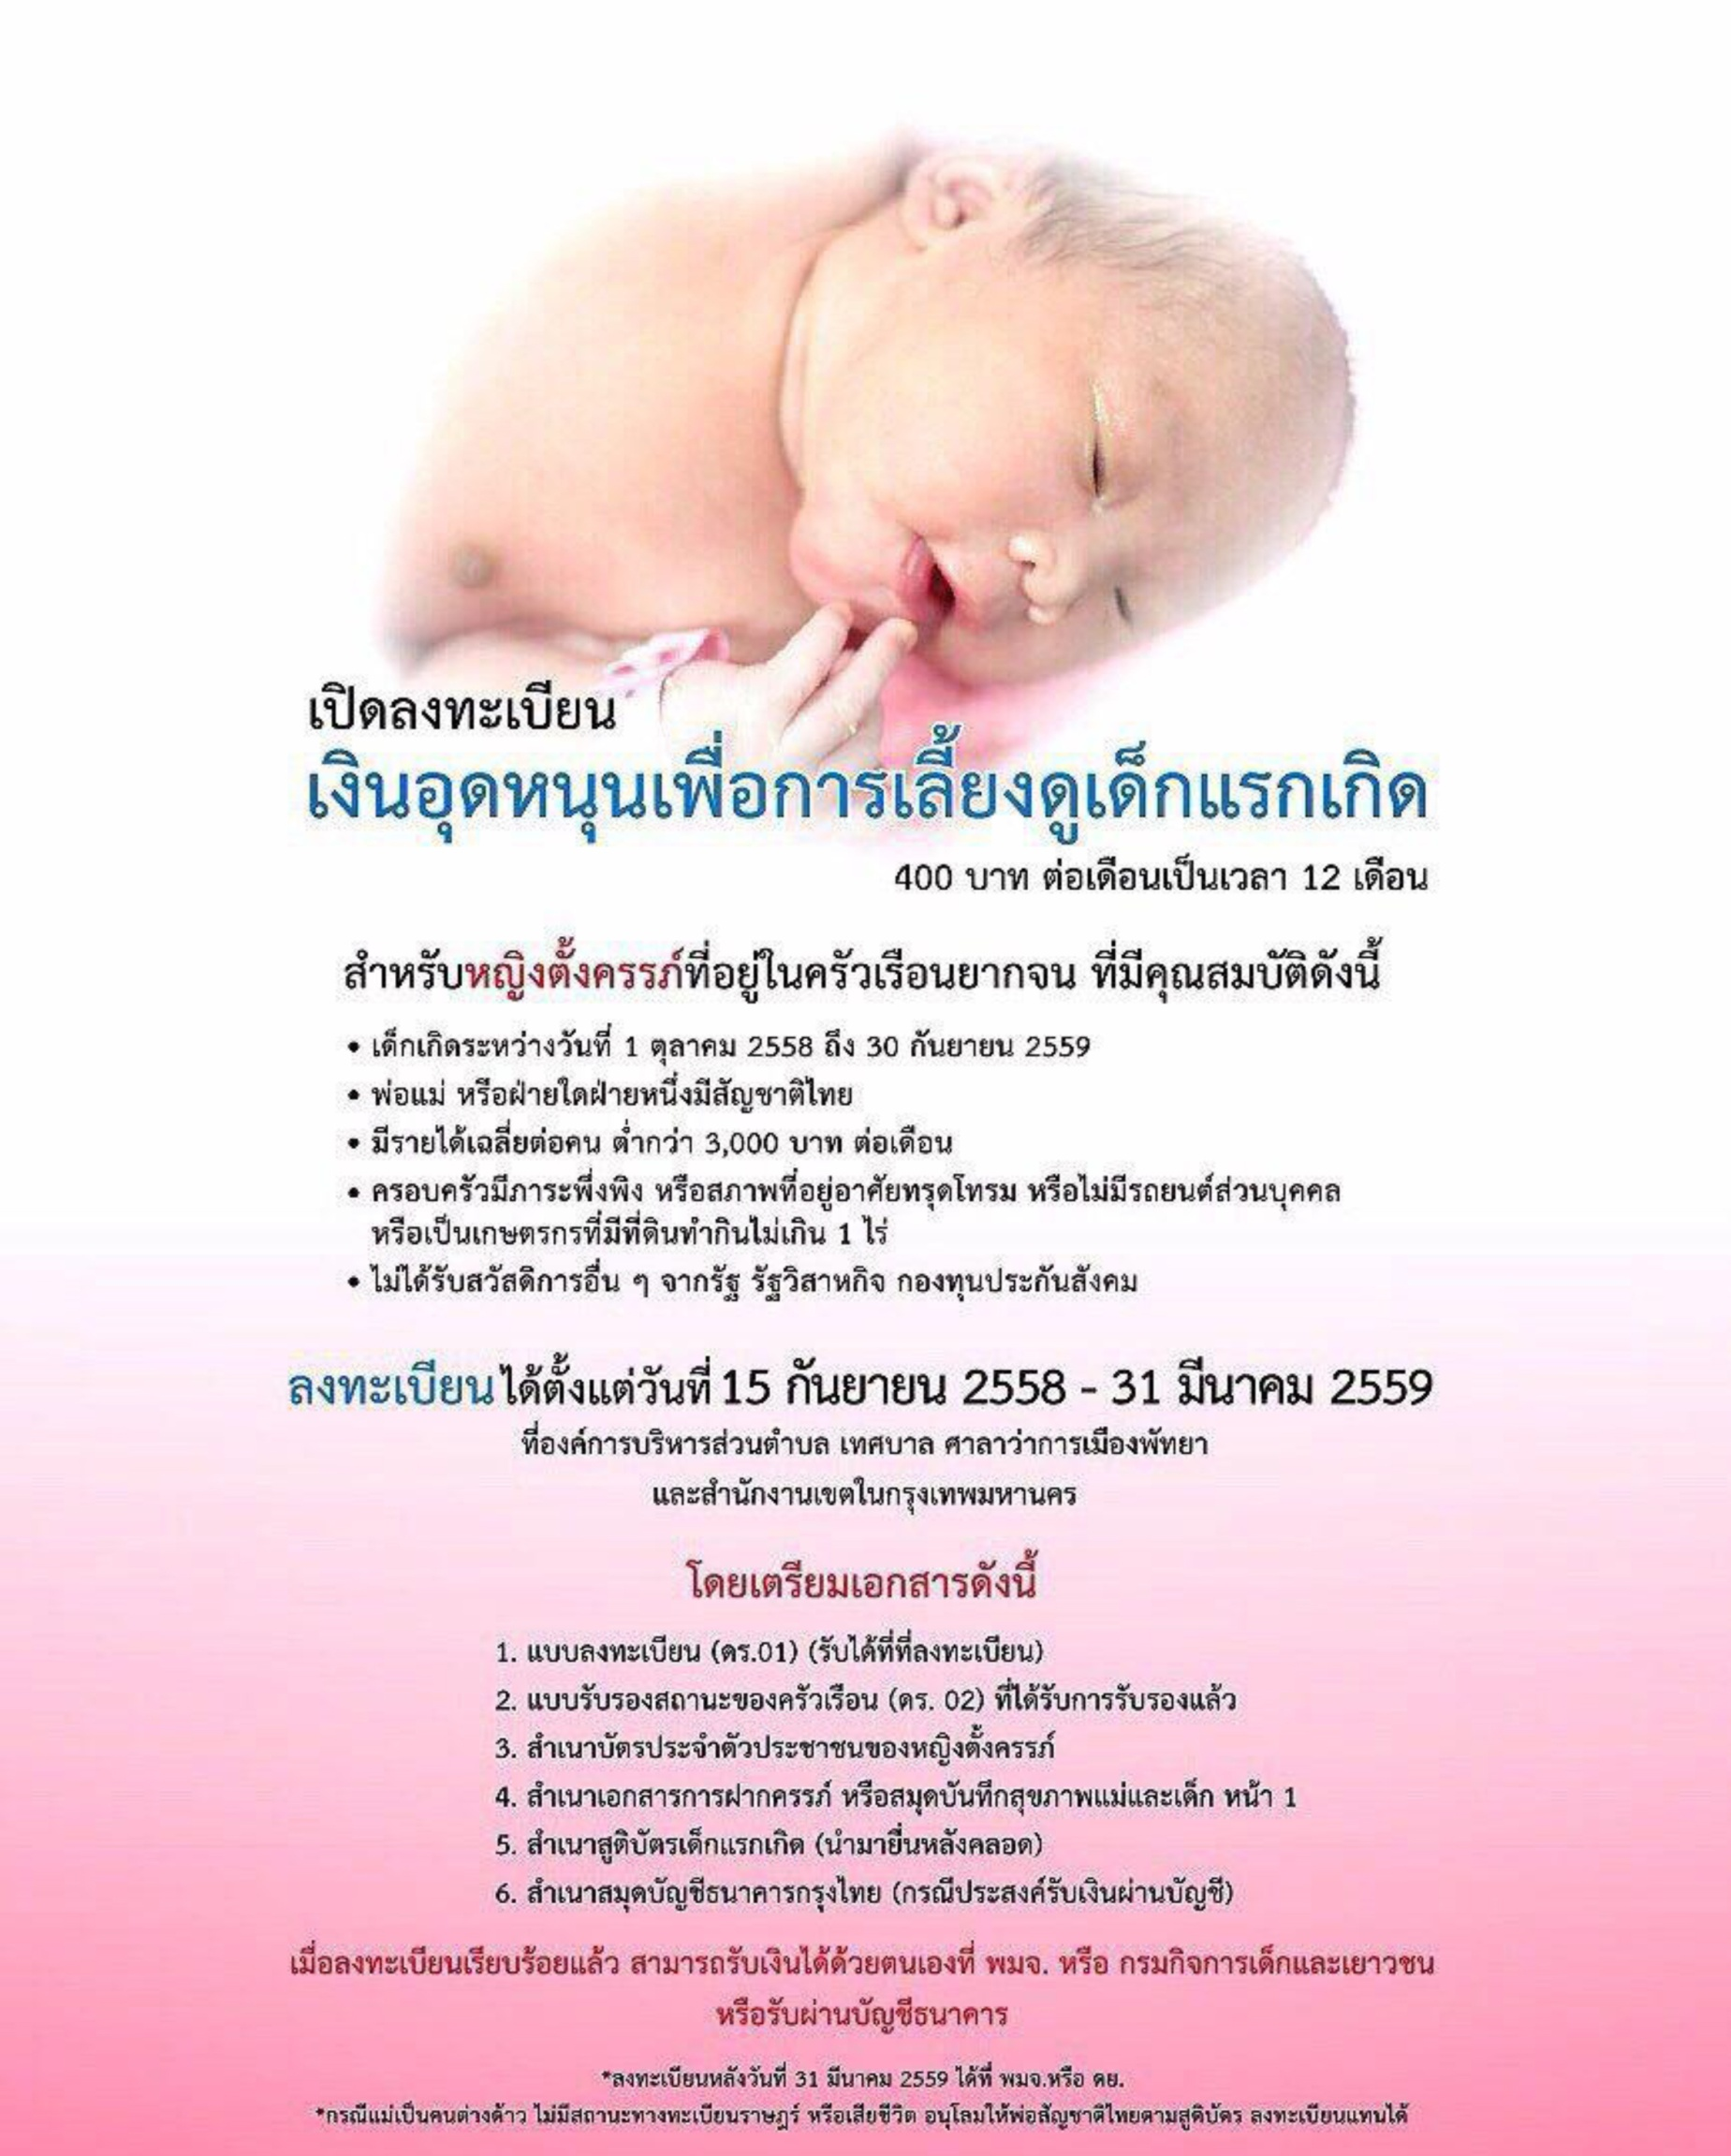 เปิดลงทะเบียน
เงินอุดหนุนเพื่อการเลี้ยงดูเด็กแรกเกิด
400 บาท ต่อเดือนเป็นเวลา 12 เดือน
สำหรับหญิงตั้งครรภ์ที่อยู่ในครัวเรือนยากจน ที่มีคุณสมบัติดังนี้
• เด็กเกิดระหว่างวันที่ 1 ตุลาคม 2558 ถึง 30 กันยายน 2559
• พ่อแม่ หรือฝ่ายใดฝ่ายหนึ่งมีสัญชาติไทย
• มีรายได้เฉลี่ยต่อคน ต่ำกว่า 3,000 บาท ต่อเดือน
• ครอบครัวมีภาระพึ่งพิง หรือสภาพที่อยู่อาศัยทรุดโทรม หรือไม่มีรถยนต์ส่วนบุคคล
หรือเป็นเกษตรกรที่มีที่ดินทำกินไม่เกิน 1 ไร่
• ไม่ได้รับสวัสดิการอื่น ๆ จากรัฐ รัฐวิสาหกิจ กองทุนประกันสังคม
ลงทะเบียนได้ตั้งแต่วันที่ 15 กันยายน 2558 - 31 มีนาคม 2559
ที่องค์การบริหารส่วนตำบล เทศบาล ศาลาว่าการเมืองพัทยา
และสำนักงานเขตในกรุงเทพมหานคร
โดยเตรียมเอกสารดังนี้
1. แบบลงทะเบียน (ดร.01) (รับได้ที่ที่ลงทะเบียน)
2. แบบรับรองสถานะของครัวเรือน (ดร. 02) ที่ได้รับการรับรองแล้ว
3. สำเนาบัตรประจำตัวประชาชนของหญิงตั้งครรภ์
4. สำเนาเอกสารการฝากครรภ์ หรือสมุดบันทึกสุขภาพแม่และเด็ก หน้า 1
5. สำเนาสูติบัตรเด็กแรกเกิด (นำมายื่นหลังคลอด)
6. สำเนาสมุดบัญชีธนาคารกรุงไทย (กรณีประสงค์รับเงินผ่านบัญชี)
เมื่อลงทะเบียนเรียบร้อยแล้ว สามารถรับเงินได้ด้วยตนเองที่ พมจ. หรือ กรมกิจการเด็กและเยาวชน
หรือรับผ่านบัญชีธนาคาร
*ลงทะเบียนหลังวันที่ 31 มีนาคม 2559 ได้ที่ พมจ.หรือ ดย.
*กรณีแม่เป็นคนต่างด้าว ไม่มีสถานะทางทะเบียนราษฎร์ หรือเสียชีวิต อนุโลมให้พ่อสัญชาติไทยตามสูติบัตร ลงทะเบียนแทนได้